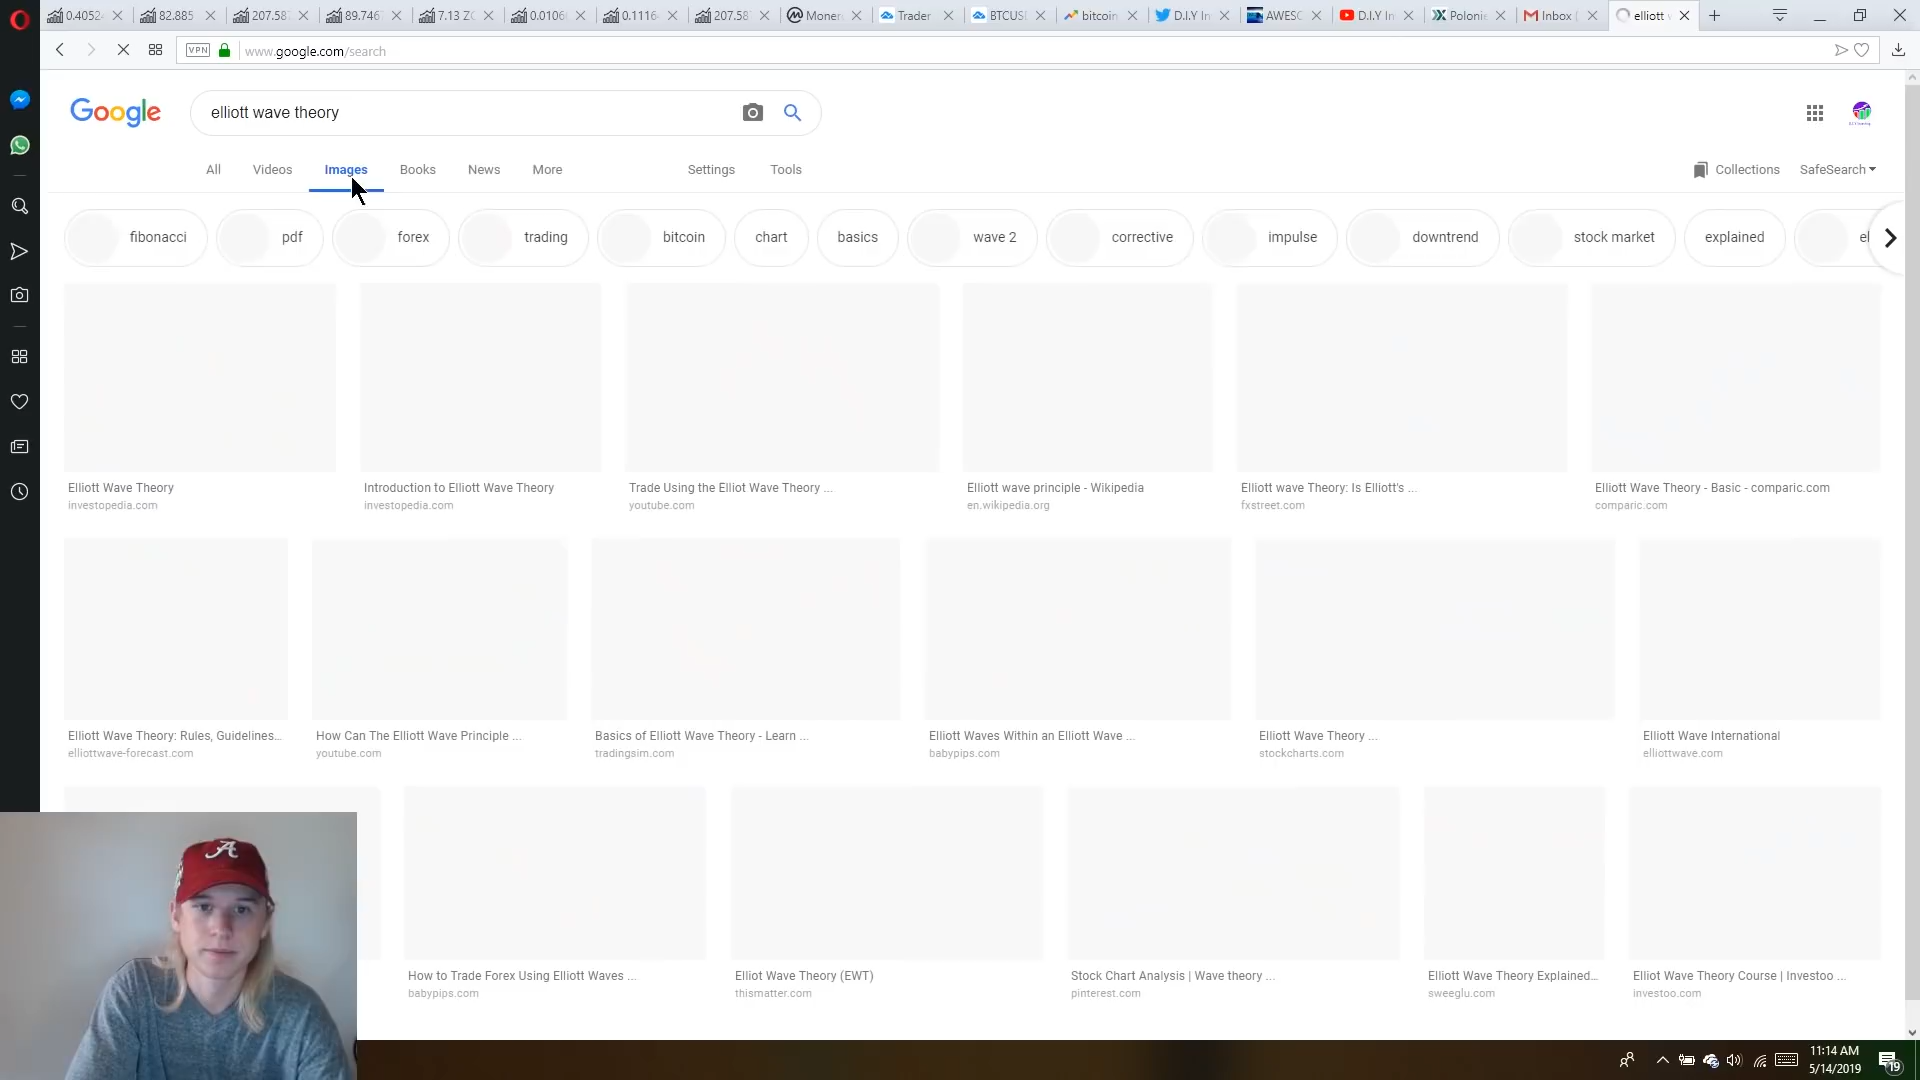 0.4052
82.885
207.58
89.746
7.13 ZC
0.0106
0.1116
207.58
Moner
Trader
BTCUS
bitcoin
D.I.Y In
AWESC
D.I.Y In
Polonie
Inbox (
elliott w
VPN
www.google.com/search
Google
elliott wave theory
All
Videos
Images
Books
News
More
Settings
Tools
Collections
SafeSearch
fibonacci
pdf
forex
trading
bitcoin
chart
basics
wave 2
corrective
impulse
downtrend
stock market
explained
el
Elliott Wave Theory
investopedia.com
Introduction to Elliott Wave Theory
investopedia.com
Trade Using the Elliot Wave Theory ...
youtube.com
Elliott wave principle - Wikipedia
en.wikipedia.org
Elliott wave Theory: Is Elliott's ...
fxstreet.com
Elliott Wave Theory - Basic - comparic.com
comparic.com
Elliott Wave Theory: Rules, Guidelines...
elliottwave-forecast.com
How Can The Elliott Wave Principle ...
youtube.com
Basics of Elliott Wave Theory - Learn ...
tradingsim.com
Elliott Waves Within an Elliott Wave ...
babypips.com
Elliott Wave Theory ...
stockcharts.com
Elliott Wave International
elliottwave.com
How to Trade Forex Using Elliott Waves ...
babypips.com
Elliot Wave Theory (EWT)
thismatter.com
Stock Chart Analysis | Wave theory ...
pinterest.com
Elliott Wave Theory Explained...
sweeglu.com
Elliot Wave Theory Course | Investoo ...
investoo.com
A
11:14 AM
5/14/2019
19